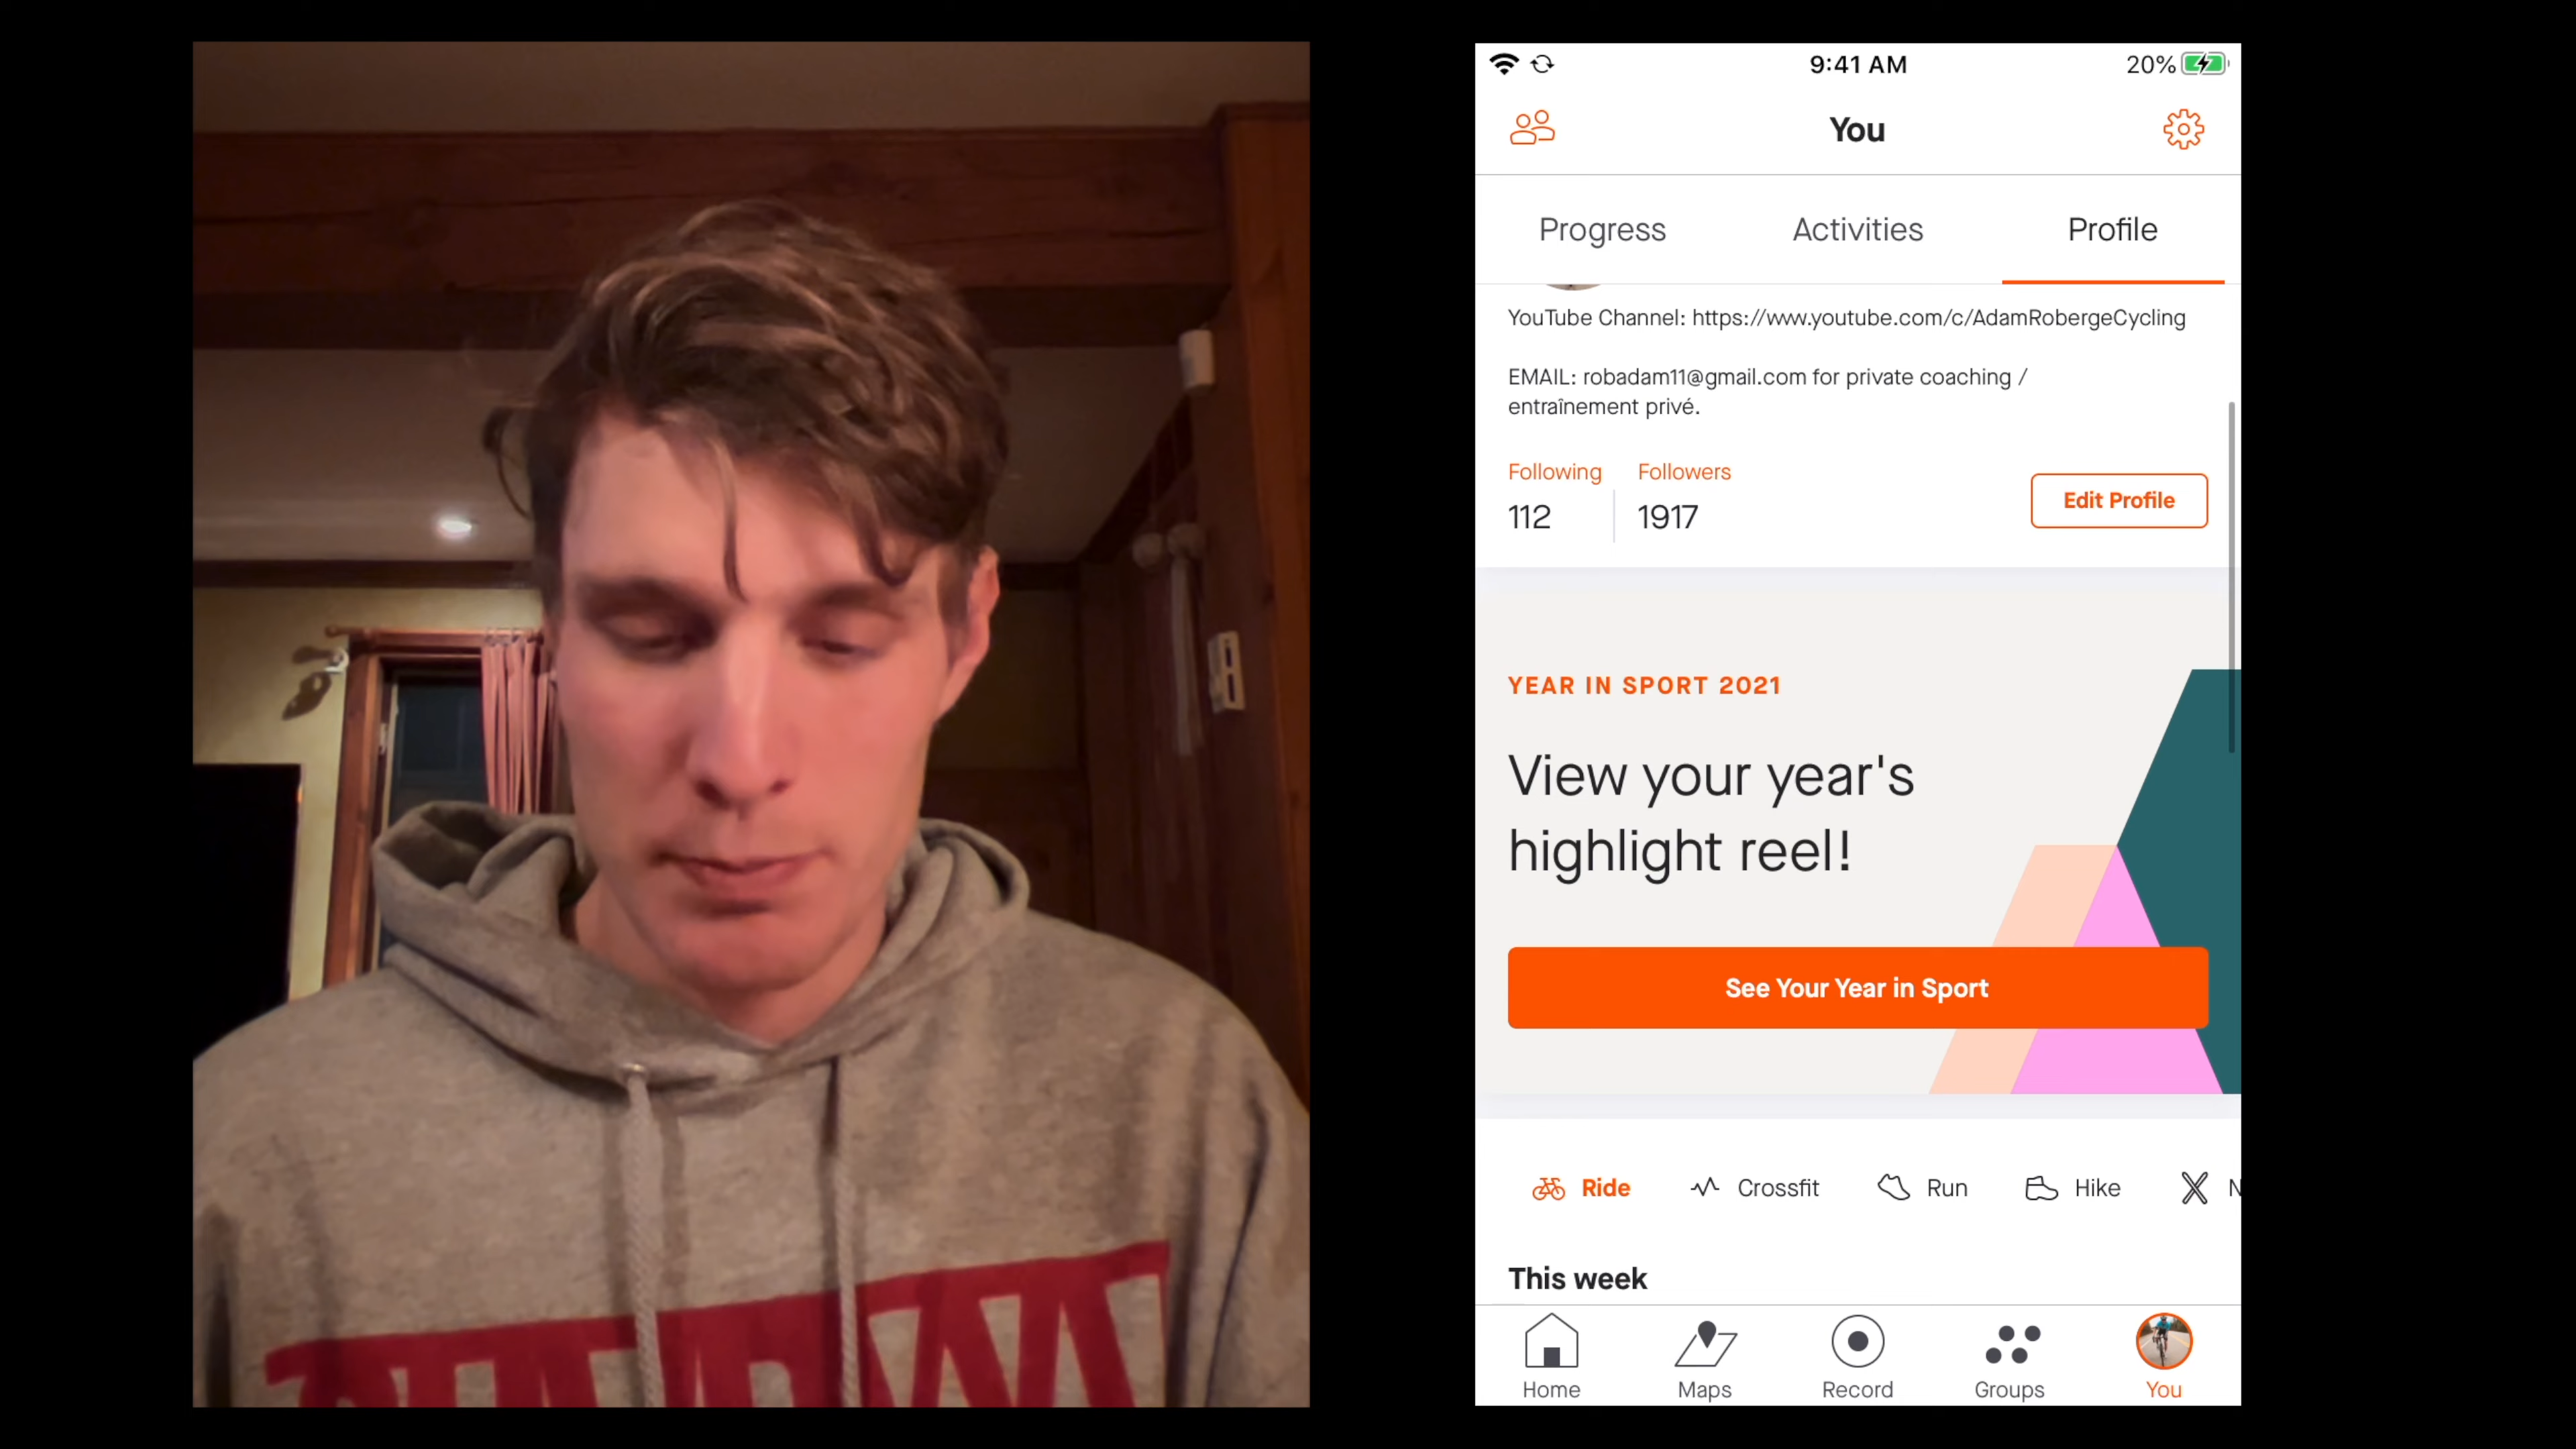 9:41 AM
20%
You
Progress
Activities
Profile
YouTube Channel: https://www.youtube.com/c/AdamRobergeCycling
EMAIL: robadam11@gmail.com for private coaching /
entraînement privé.
Following
Followers
112
1917
Edit Profile
YEAR IN SPORT 2021
View your year's
highlight reel!
See Your Year in Sport
Ride
Crossfit
Run
Hike
N
This week
Home
Maps
Record
Groups
You